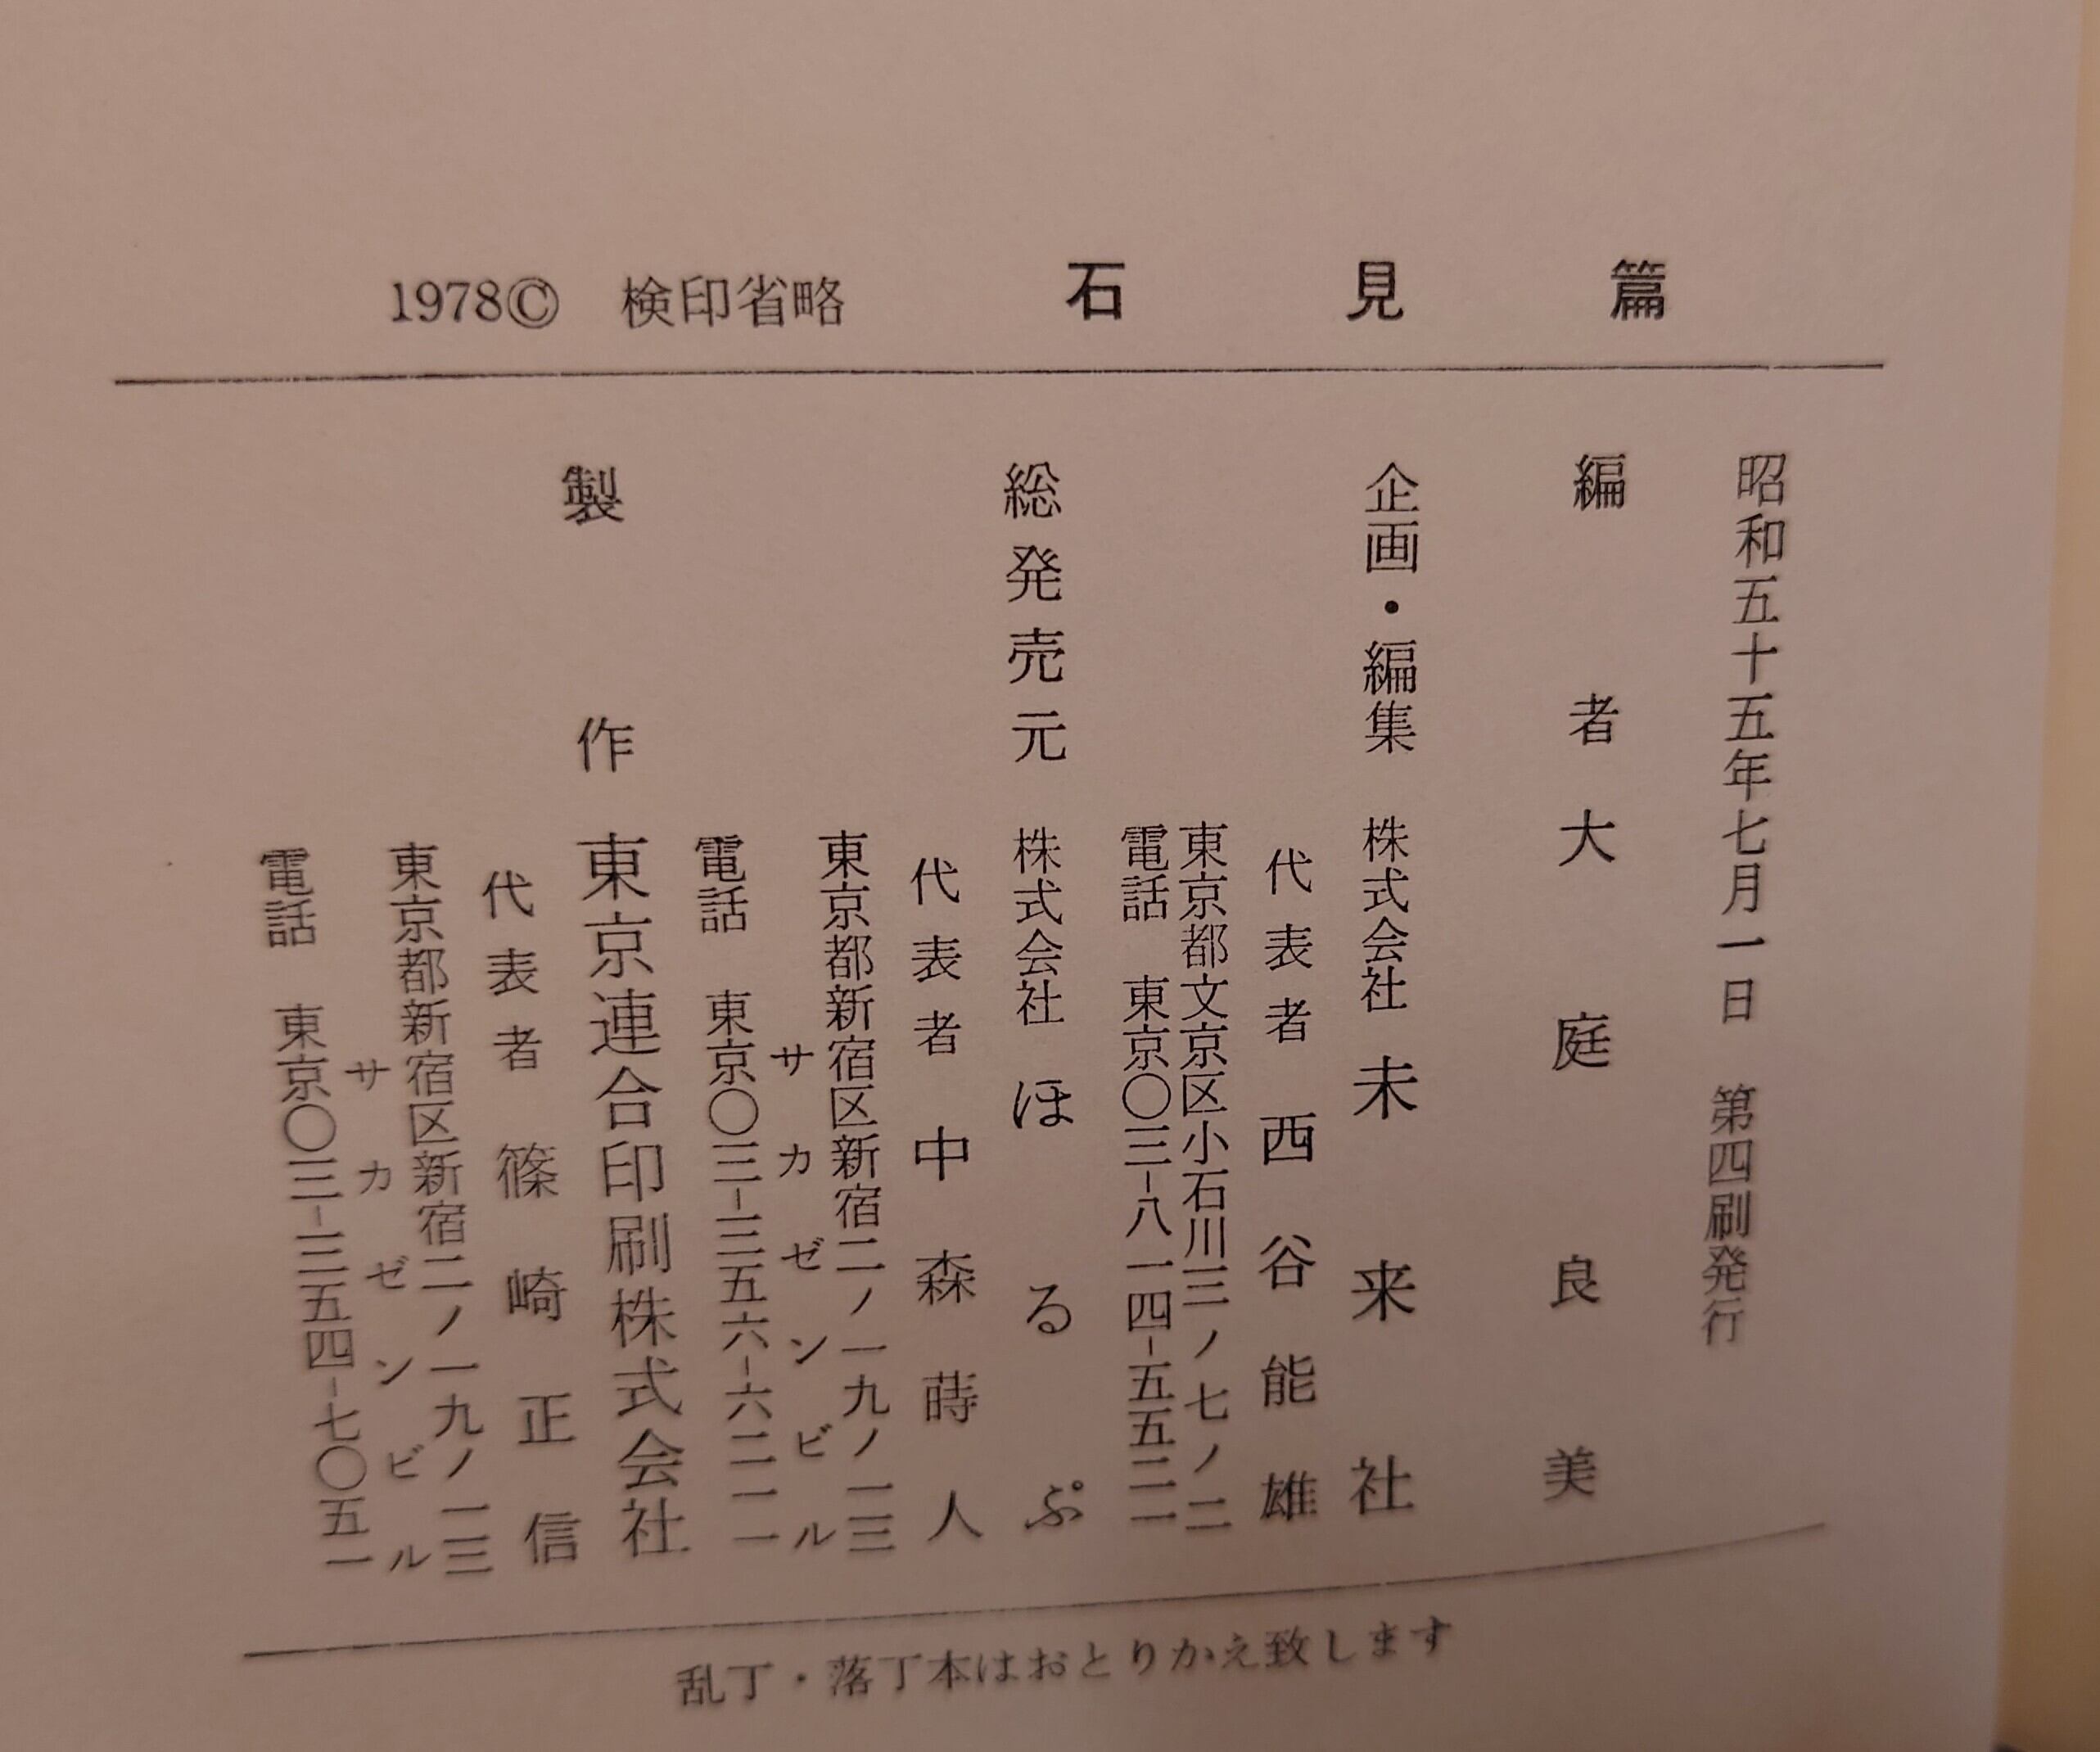 石見篇
1978© 検印省略
昭和五十五年七月一日 第四刷発行
編者 大庭良美
企画・編集 株式会社 未来社
代表者 西谷能雄
東京都文京区小石川三ノ七ノ二
電話 東京〇三-八一四-五五二一
総発売元 株式会社 ほるぷ
代表者 中森蒔人
東京都新宿区新宿二ノ一九ノ一三
サカゼンビル
電話 東京〇三-三五六-六二一一
製作 東京連合印刷株式会社
代表者 篠崎正信
東京都新宿区新宿二ノ一九ノ一三
サカゼンビル
電話 東京〇三-三五四-七〇五一
乱丁・落丁本はおとりかえ致します